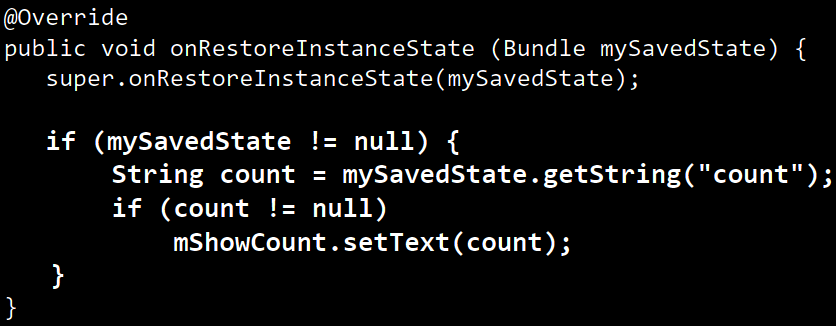 @Override
public void onRestoreInstanceState (Bundle mySavedState) {
super.onRestoreInstanceState(mySavedState);
if (mySavedState != null) {
String count = mySavedState.getString("count");
if (count != null)
mShowCount.setText(count);
}
}